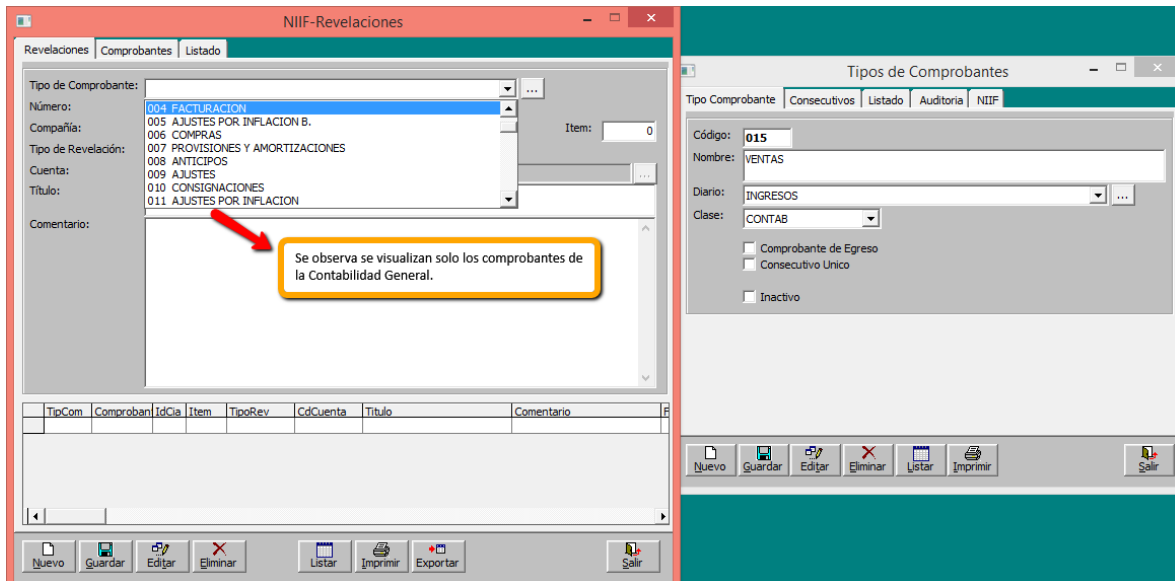 NIIF-Revelaciones
Revelaciones Comprobantes Listado
Tipo de Comprobante: ...
004 FACTURACION
005 AJUSTES POR INFLACION B.
006 COMPRAS
007 PROVISIONES Y AMORTIZACIONES
008 ANTICIPOS
009 AJUSTES
010 CONSIGNACIONES
011 AJUSTES POR INFLACION
Número:
Compañía: Item: 0
Tipo de Revelación:
Cuenta: ...
Título:
Comentario:
Se observa se visualizan solo los comprobantes de
la Contabilidad General.
TipCom Comproban IdCia Item TipoRev CdCuenta Titulo Comentario F
Nuevo Guardar Editar Eliminar Listar Imprimir Exportar Salir
Tipos de Comprobantes
Tipo Comprobante Consecutivos Listado Auditoria NIIF
Código: 015
Nombre: VENTAS
Diario: INGRESOS ...
Clase: CONTAB
Comprobante de Egreso
Consecutivo Unico
Inactivo
Nuevo Guardar Editar Eliminar Listar Imprimir Salir